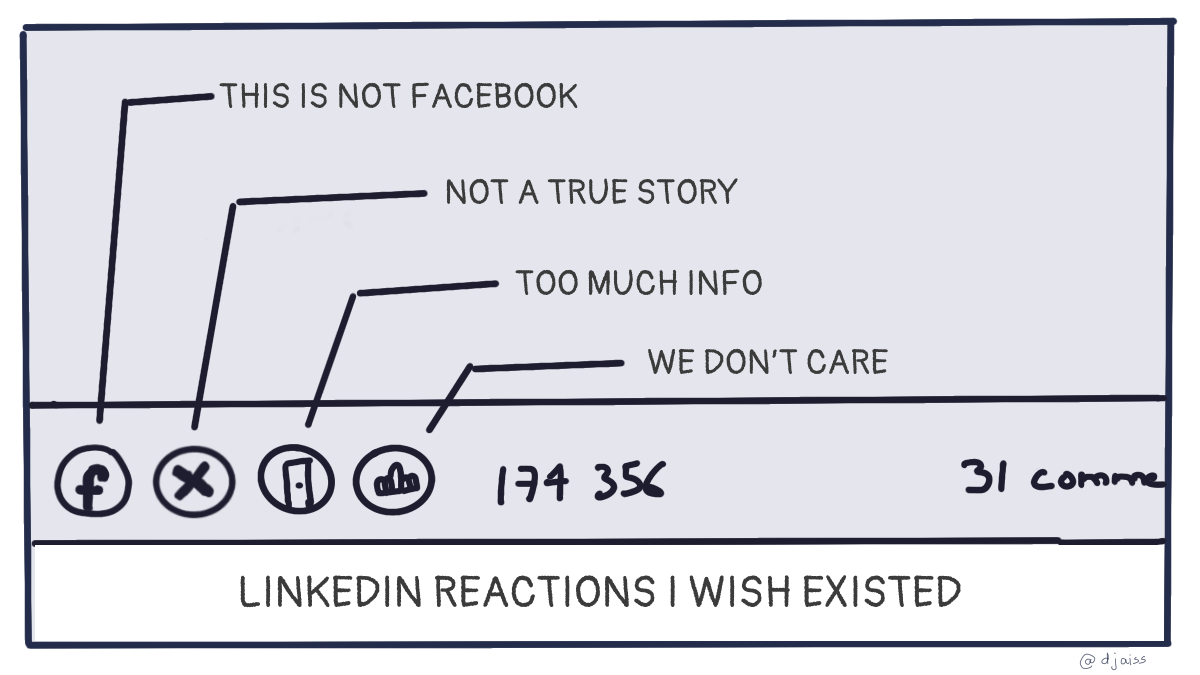 THIS IS NOT FACEBOOK
NOT A TRUE STORY
TOO MUCH INFO
WE DON'T CARE
f 174 356 31 comme
LINKEDIN REACTIONS I WISH EXISTED
@djaiss